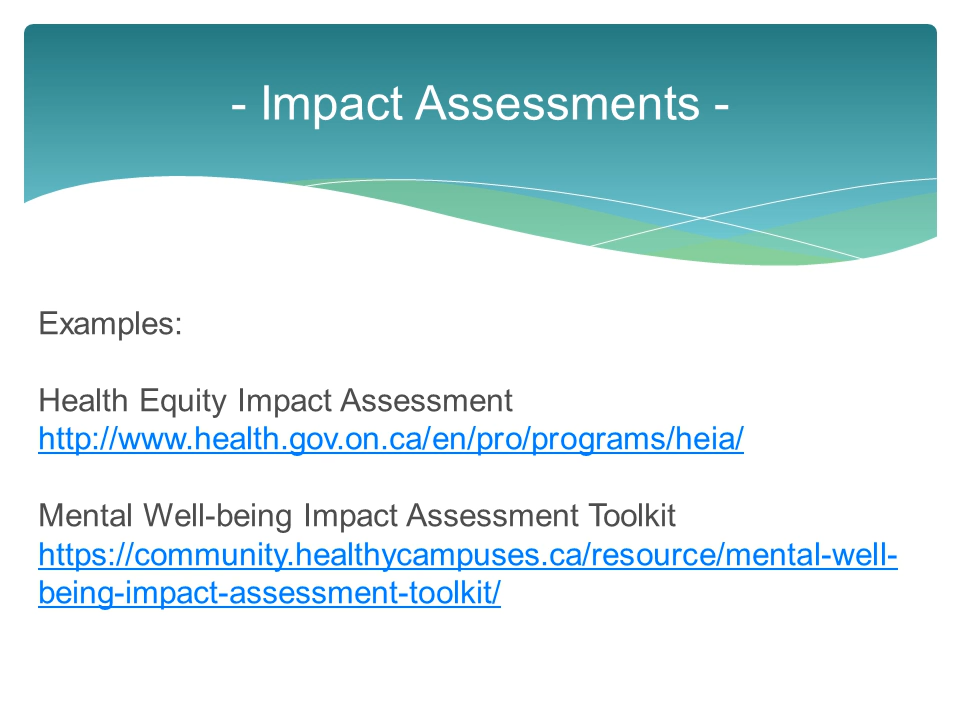 - Impact Assessments -
Examples:
Health Equity Impact Assessment
http://www.health.gov.on.ca/en/pro/programs/heia/
Mental Well-being Impact Assessment Toolkit
https://community.healthycampuses.ca/resource/mental-well-
being-impact-assessment-toolkit/